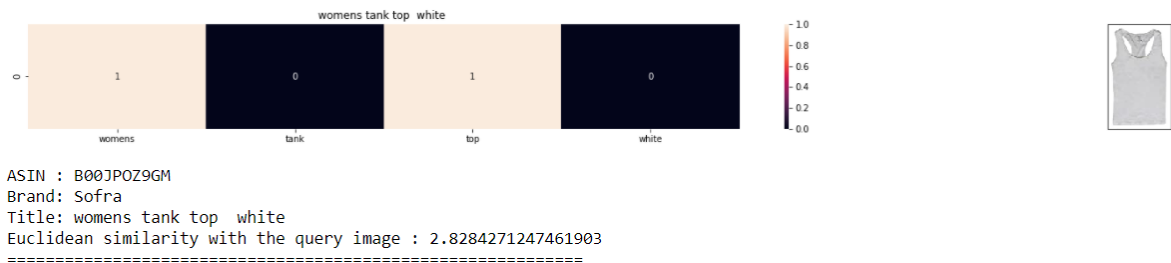 womens tank top  white
1.0
0 1 0 1 0
0.8
0.6
0.4
0.2
0.0
womens tank top white
ASIN : B00JPOZ9GM
Brand: Sofra
Title: womens tank top  white
Euclidean similarity with the query image : 2.8284271247461903
============================================================